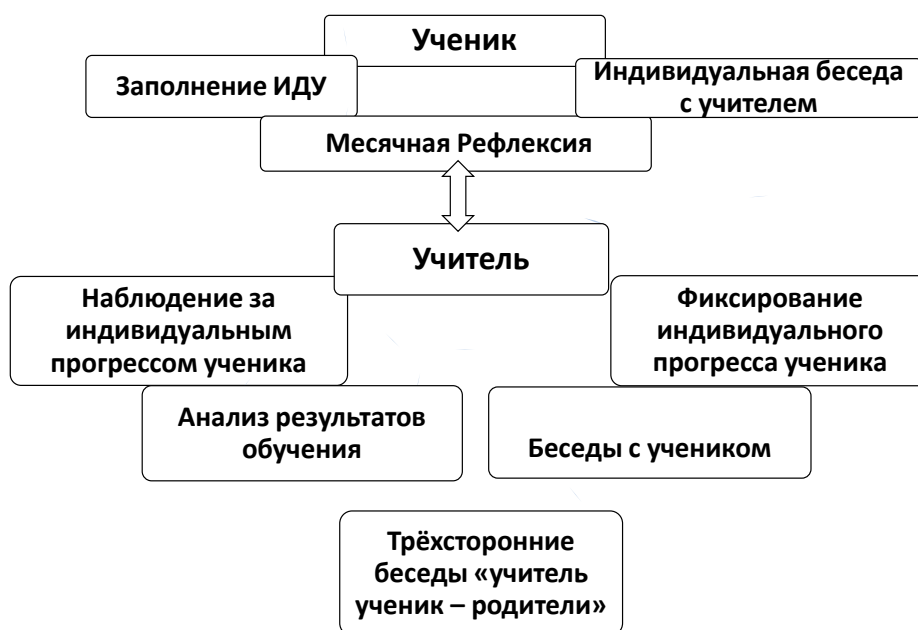 Ученик
Заполнение ИДУ
Индивидуальная беседа
с учителем
Месячная Рефлексия
Учитель
Наблюдение за
индивидуальным
прогрессом ученика
Фиксирование
индивидуального
прогресса ученика
Анализ результатов
обучения
Беседы с учеником
Трёхсторонние
беседы «учитель
ученик – родители»